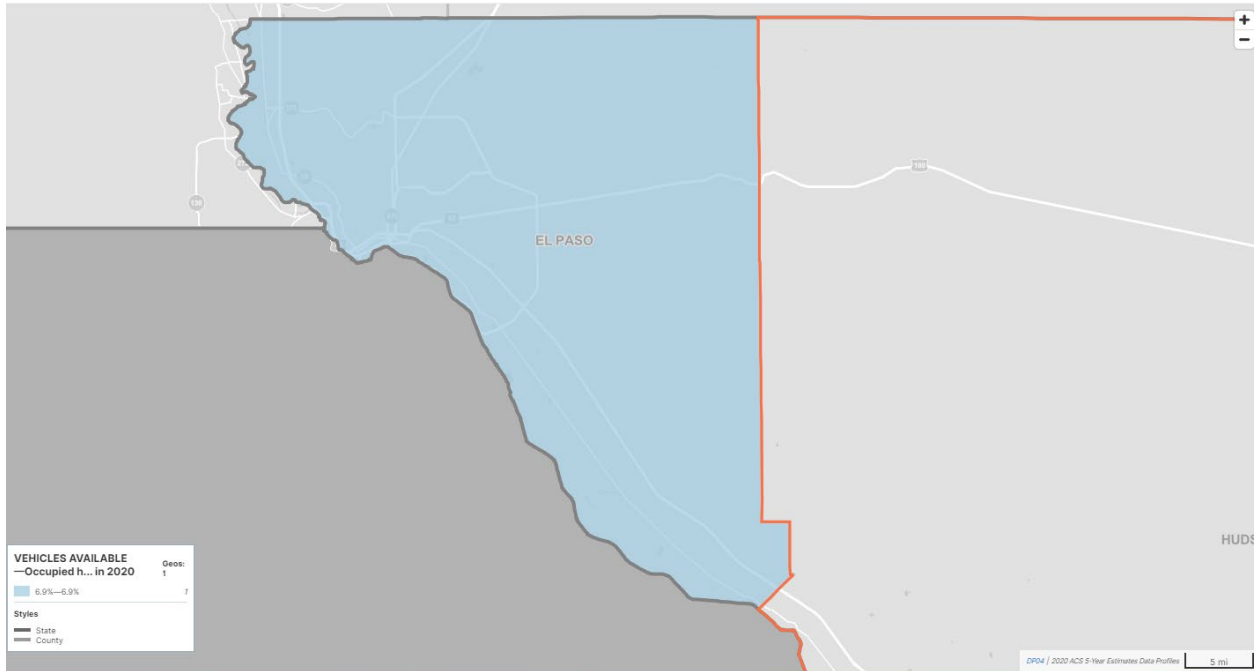 +
−
180
EL PASO
HUDS
VEHICLES AVAILABLE
—Occupied h... in 2020
Geos:
1
6.9%—6.9%
1
Styles
State
County
DP04 | 2020 ACS 5-Year Estimates Data Profiles
5 mi